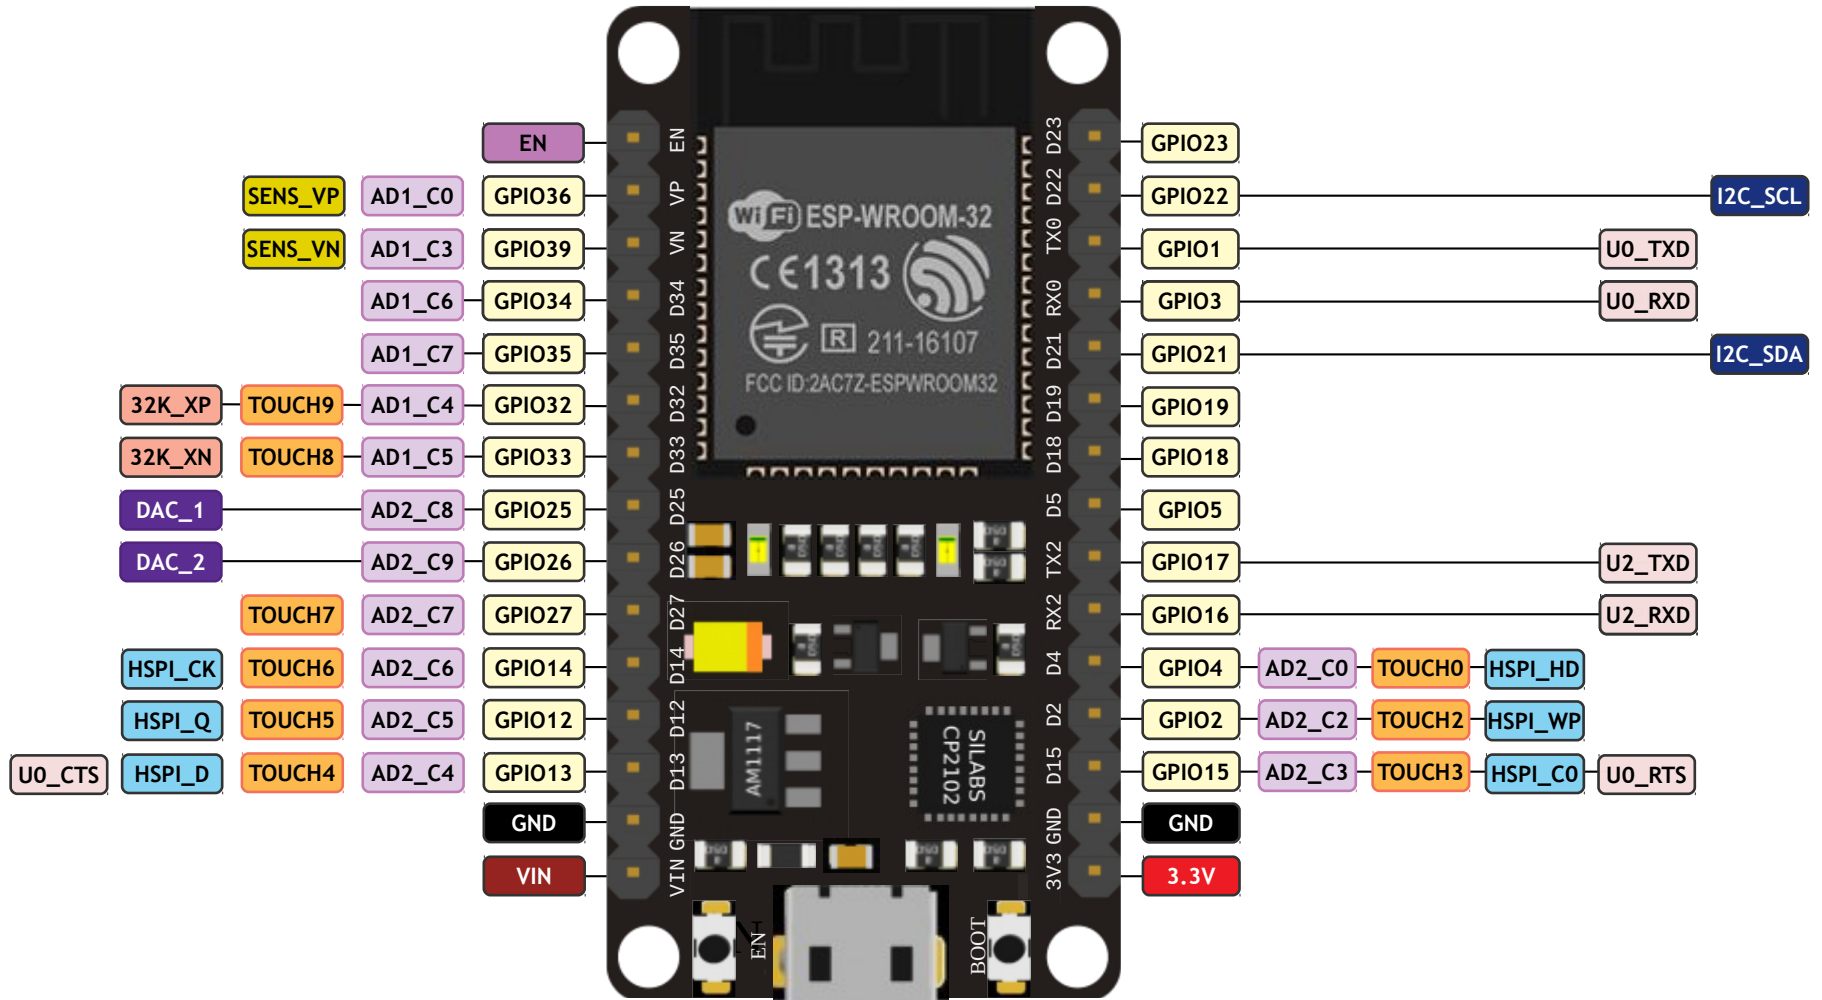 EN EN D23 GPIO23
SENS_VP AD1_C0 GPIO36 VP D22 GPIO22 I2C_SCL
SENS_VN AD1_C3 GPIO39 VN TX0 GPIO1 U0_TXD
AD1_C6 GPIO34 D34 RX0 GPIO3 U0_RXD
AD1_C7 GPIO35 D35 D21 GPIO21 I2C_SDA
32K_XP TOUCH9 AD1_C4 GPIO32 D32 D19 GPIO19
32K_XN TOUCH8 AD1_C5 GPIO33 D33 D18 GPIO18
DAC_1 AD2_C8 GPIO25 D25 D5 GPIO5
DAC_2 AD2_C9 GPIO26 D26 TX2 GPIO17 U2_TXD
TOUCH7 AD2_C7 GPIO27 D27 RX2 GPIO16 U2_RXD
HSPI_CK TOUCH6 AD2_C6 GPIO14 D14 D4 GPIO4 AD2_C0 TOUCH0 HSPI_HD
HSPI_Q TOUCH5 AD2_C5 GPIO12 D12 D2 GPIO2 AD2_C2 TOUCH2 HSPI_WP
U0_CTS HSPI_D TOUCH4 AD2_C4 GPIO13 D13 D15 GPIO15 AD2_C3 TOUCH3 HSPI_C0 U0_RTS
GND GND GND GND
VIN VIN 3V3 3.3V
WiFi ESP-WROOM-32
CE1313
R 211-16107
FCC ID:2AC7Z-ESPWROOM32
AM1117
SILABS
CP2102
EN
BOOT